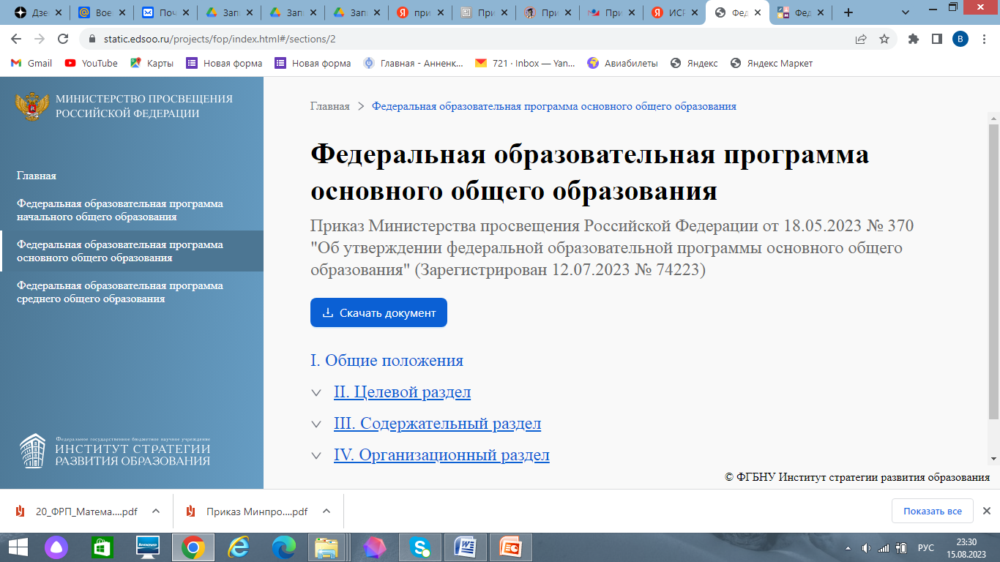 Дзе
Вое
Поч
Запи
Запи
Запи
при
При
При
При
ИСР
Фед
Фед
static.edsoo.ru/projects/fop/index.html#/sections/2
B
Gmail
YouTube
Карты
Новая форма
Новая форма
Главная - Анненк...
721 · Inbox — Yan...
Авиабилеты
Яндекс
Яндекс Маркет
МИНИСТЕРСТВО ПРОСВЕЩЕНИЯ
РОССИЙСКОЙ ФЕДЕРАЦИИ
Главная
Федеральная образовательная программа
начального общего образования
Федеральная образовательная программа
основного общего образования
Федеральная образовательная программа
среднего общего образования
Федеральное государственное бюджетное научное учреждение
ИНСТИТУТ СТРАТЕГИИ
РАЗВИТИЯ ОБРАЗОВАНИЯ
Главная > Федеральная образовательная программа основного общего образования
Федеральная образовательная программа
основного общего образования
Приказ Министерства просвещения Российской Федерации от 18.05.2023 № 370
"Об утверждении федеральной образовательной программы основного общего
образования" (Зарегистрирован 12.07.2023 № 74223)
Скачать документ
I. Общие положения
II. Целевой раздел
III. Содержательный раздел
IV. Организационный раздел
© ФГБНУ Институт стратегии развития образования
20_ФРП_Матема....pdf
Приказ Минпро....pdf
Показать все
lenovo
РУС
23:30
15.08.2023